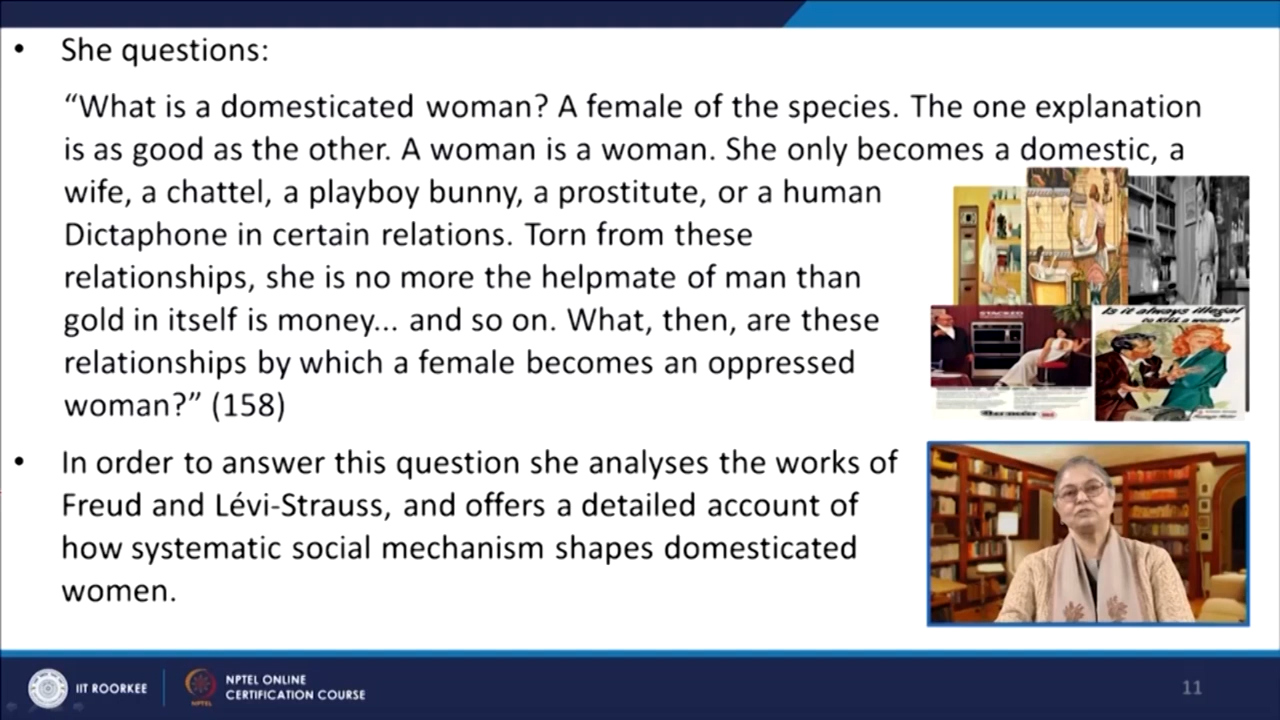 • She questions:
“What is a domesticated woman? A female of the species. The one explanation
is as good as the other. A woman is a woman. She only becomes a domestic, a
wife, a chattel, a playboy bunny, a prostitute, or a human
Dictaphone in certain relations. Torn from these
relationships, she is no more the helpmate of man than
gold in itself is money... and so on. What, then, are these
relationships by which a female becomes an oppressed
woman?” (158)
STACKED
Is it always illegal
to KILL a woman?
• In order to answer this question she analyses the works of
Freud and Lévi-Strauss, and offers a detailed account of
how systematic social mechanism shapes domesticated
women.
IIT ROORKEE
NPTEL
NPTEL ONLINE
CERTIFICATION COURSE
11